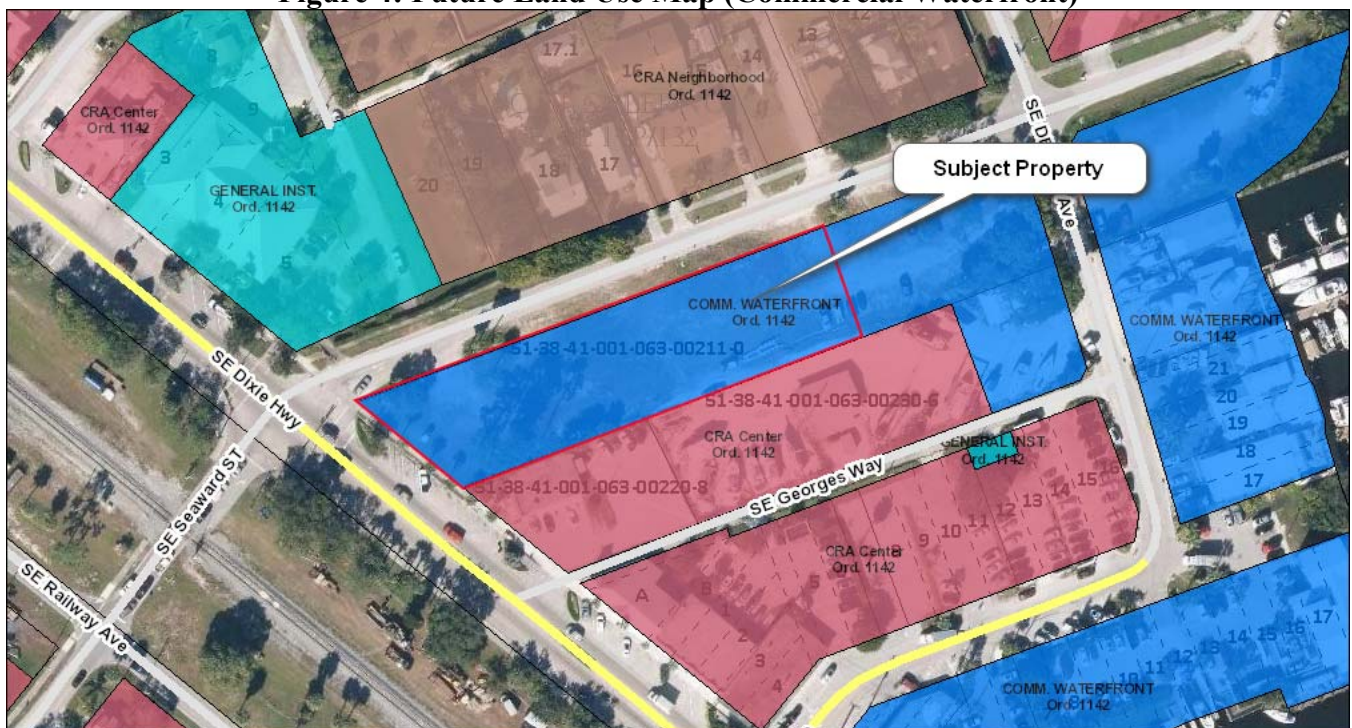 Figure 4: Future Land Use Map (Commercial Waterfront)
12
13
17.1
14
16
15
CRA Neighborhood
Ord. 1142
8
9
CRA Center
Ord. 1142
3
SE DE
Ave
Subject Property
20
19
18
17
GENERAL INST.
Ord. 1142
4
5
COMM. WATERFRONT
Ord. 1142
COMM. WATERFRONT
Ord. 1142
51-38-41-001-063-00211-0
SE Dixie Hwy
21
20
19
18
17
51-38-41-001-063-00230-6
CRA Center
Ord. 1142
GENERAL INST.
Ord. 1142
51-38-41-001-063-00220-8
SE Georges Way
SE Seaward ST
16
15
14
13
12
11
10
9
CRA Center
Ord. 1142
SE Railway Ave
A
B
1
2
3
4
5
17
16
15
14
13
12
11
10
COMM. WATERFRONT
Ord. 1142